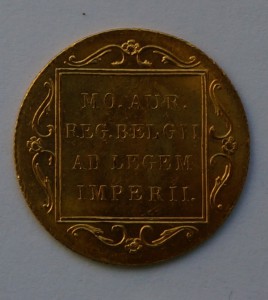 MO. AUR.
REG. BELGII
AD LEGEM
IMPERII.